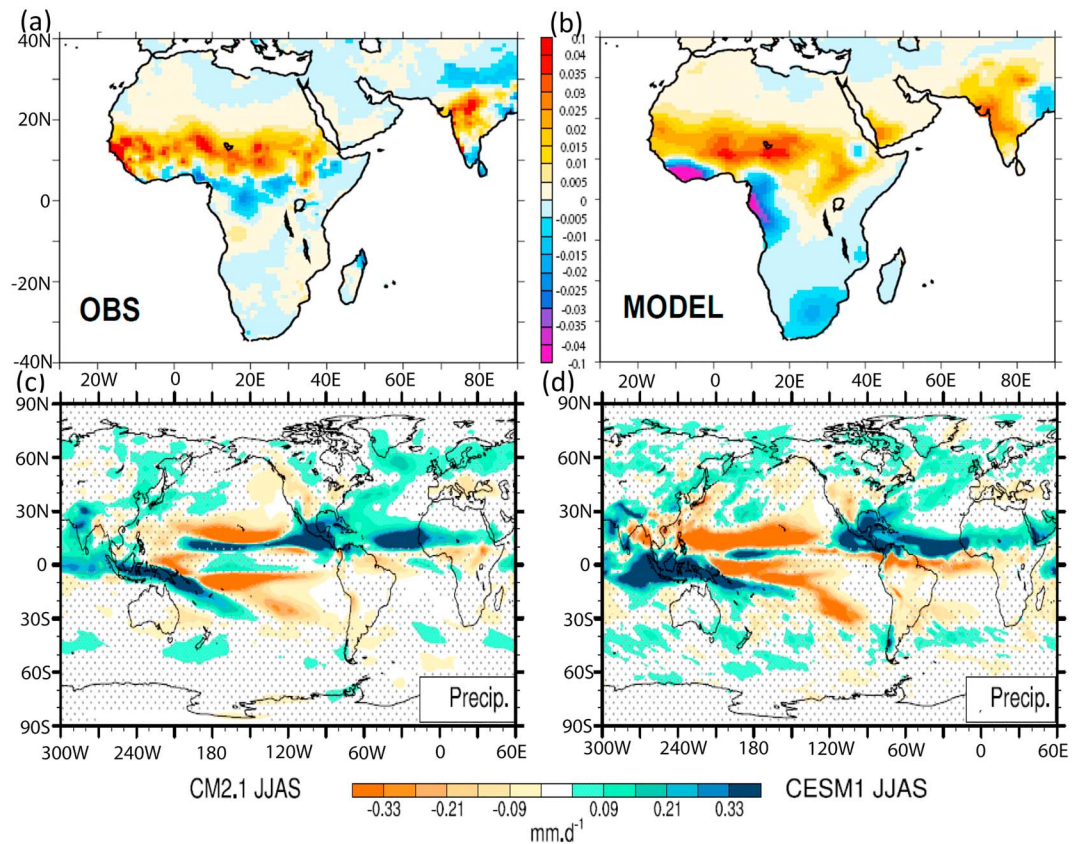 (a)
(b)
40N
20N
0
-20N
-40N
OBS
MODEL
0.1
0.04
0.035
0.03
0.025
0.02
0.015
0.01
0.005
0
-0.005
-0.01
-0.015
-0.02
-0.03
-0.035
-0.04
-0.1
20W 0 20E 40E 60E 80E
20W 0 20E 40E 60E 80E
(c)
(d)
90N
60N
30N
0
30S
60S
90S
Precip.
300W 240W 180 120W 60W 0 60E
90N
60N
30N
0
30S
60S
90S
Precip.
300W 240W 180 120W 60W 0 60E
CM2.1 JJAS
CESM1 JJAS
-0.33 -0.21 -0.09 0.09 0.21 0.33
mm.d-1